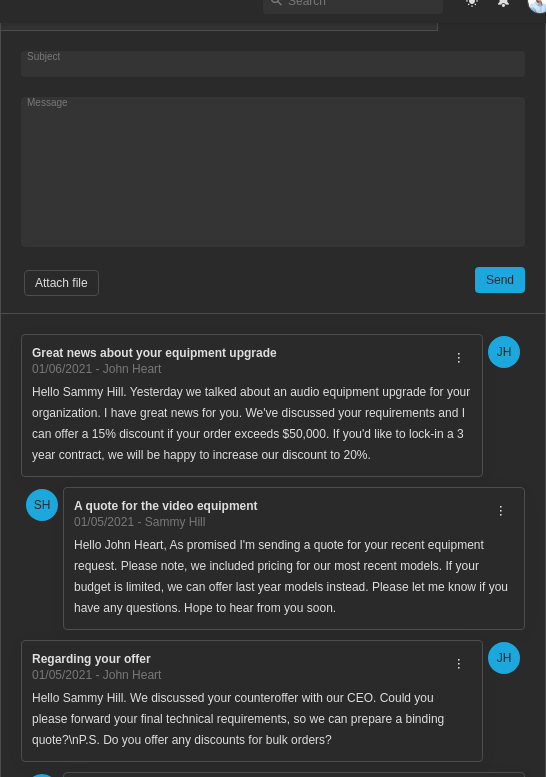 Search
Subject
Message
Attach file
Send
Great news about your equipment upgrade
01/06/2021 - John Heart
JH
Hello Sammy Hill. Yesterday we talked about an audio equipment upgrade for your
organization. I have great news for you. We've discussed your requirements and I
can offer a 15% discount if your order exceeds $50,000. If you'd like to lock-in a 3
year contract, we will be happy to increase our discount to 20%.
SH
A quote for the video equipment
01/05/2021 - Sammy Hill
Hello John Heart, As promised I'm sending a quote for your recent equipment
request. Please note, we included pricing for our most recent models. If your
budget is limited, we can offer last year models instead. Please let me know if you
have any questions. Hope to hear from you soon.
Regarding your offer
01/05/2021 - John Heart
JH
Hello Sammy Hill. We discussed your counteroffer with our CEO. Could you
please forward your final technical requirements, so we can prepare a binding
quote?\nP.S. Do you offer any discounts for bulk orders?